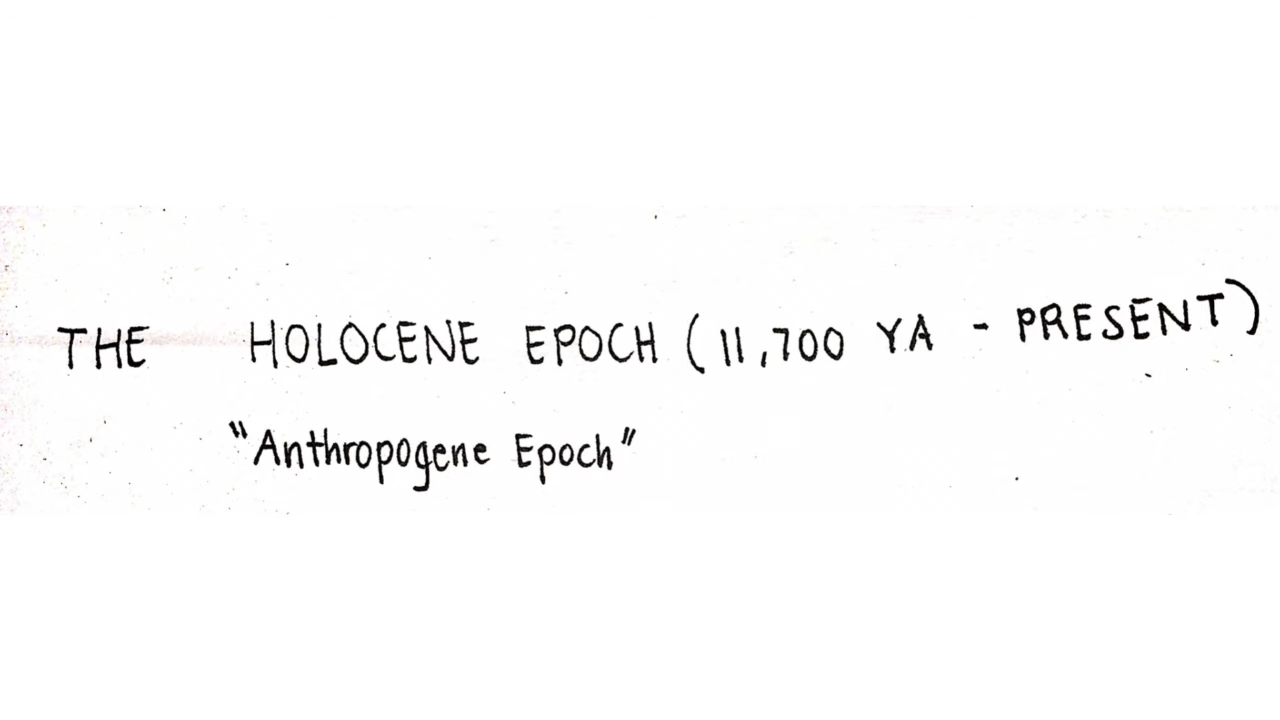 THE HOLOCENE EPOCH (11,700 YA - PRESENT)
"Anthropogene Epoch"